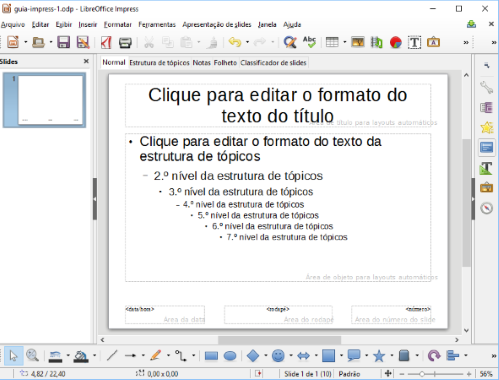 guia-impress-1.odp - LibreOffice Impress
Arquivo Editar Exibir Inserir Formatar Ferramentas Apresentação de slides Janela Ajuda
Slides
Normal Estrutura de tópicos Notas Folheto Classificador de slides
Clique para editar o formato do
texto do título
Área de título para layouts automáticos
• Clique para editar o formato do texto da
estrutura de tópicos
– 2.º nível da estrutura de tópicos
• 3.º nível da estrutura de tópicos
– 4.º nível da estrutura de tópicos
• 5.º nível da estrutura de tópicos
• 6.º nível da estrutura de tópicos
• 7.º nível da estrutura de tópicos
Área de objeto para layouts automáticos
<data/hora> <rodapé> <número>
Área da data Área do rodapé Área do número do slide
4,82 / 22,40 0,00 x 0,00 Slide 1 de 1 (10) Padrão 56%